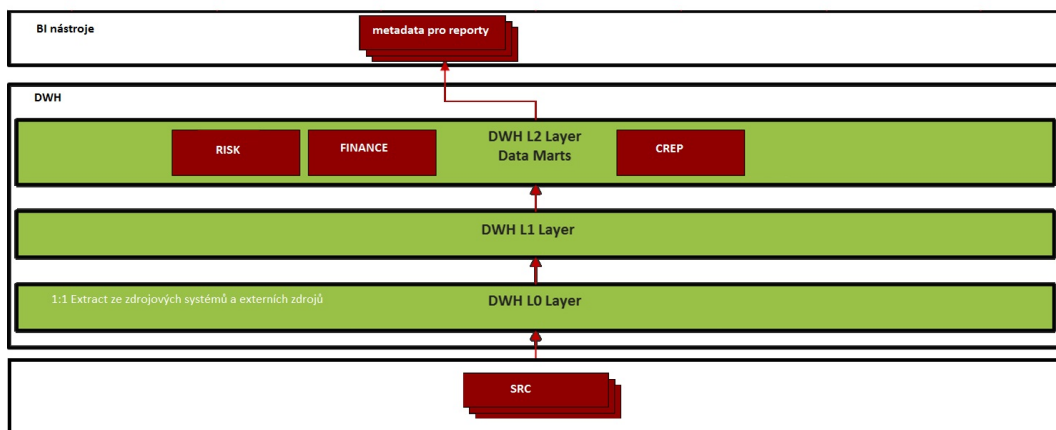 BI nástroje
metadata pro reporty
DWH
DWH L2 Layer
Data Marts
RISK
FINANCE
CREP
DWH L1 Layer
1:1 Extract ze zdrojových systémů a externích zdrojů
DWH L0 Layer
SRC